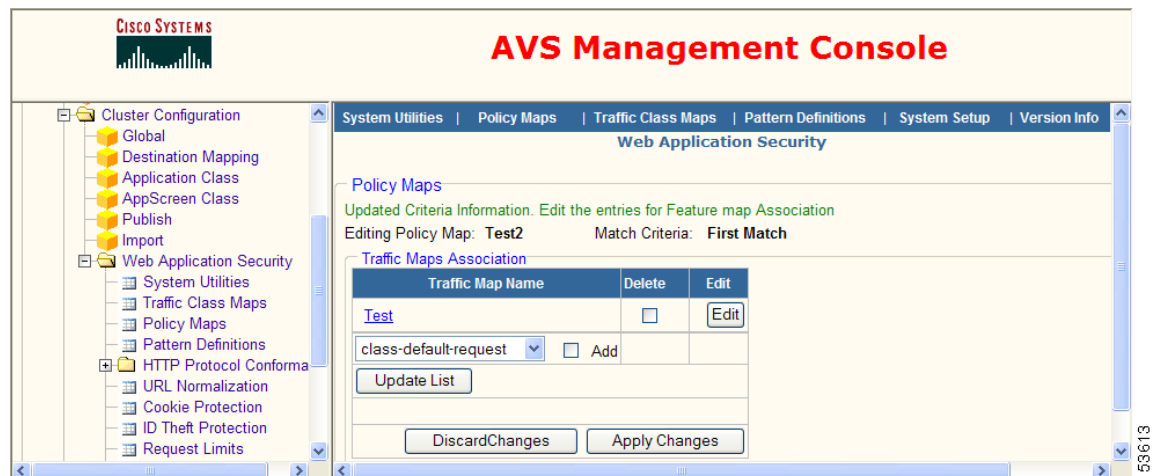 CISCO SYSTEMS
AVS Management Console
Cluster Configuration
Global
Destination Mapping
Application Class
AppScreen Class
Publish
Import
Web Application Security
System Utilities
Traffic Class Maps
Policy Maps
Pattern Definitions
HTTP Protocol Conforma
URL Normalization
Cookie Protection
ID Theft Protection
Request Limits
System Utilities | Policy Maps | Traffic Class Maps | Pattern Definitions | System Setup | Version Info
Web Application Security
Policy Maps
Updated Criteria Information. Edit the entries for Feature map Association
Editing Policy Map: Test2 Match Criteria: First Match
Traffic Maps Association
Traffic Map Name Delete Edit
Test Edit
class-default-request Add
Update List
DiscardChanges Apply Changes
53613